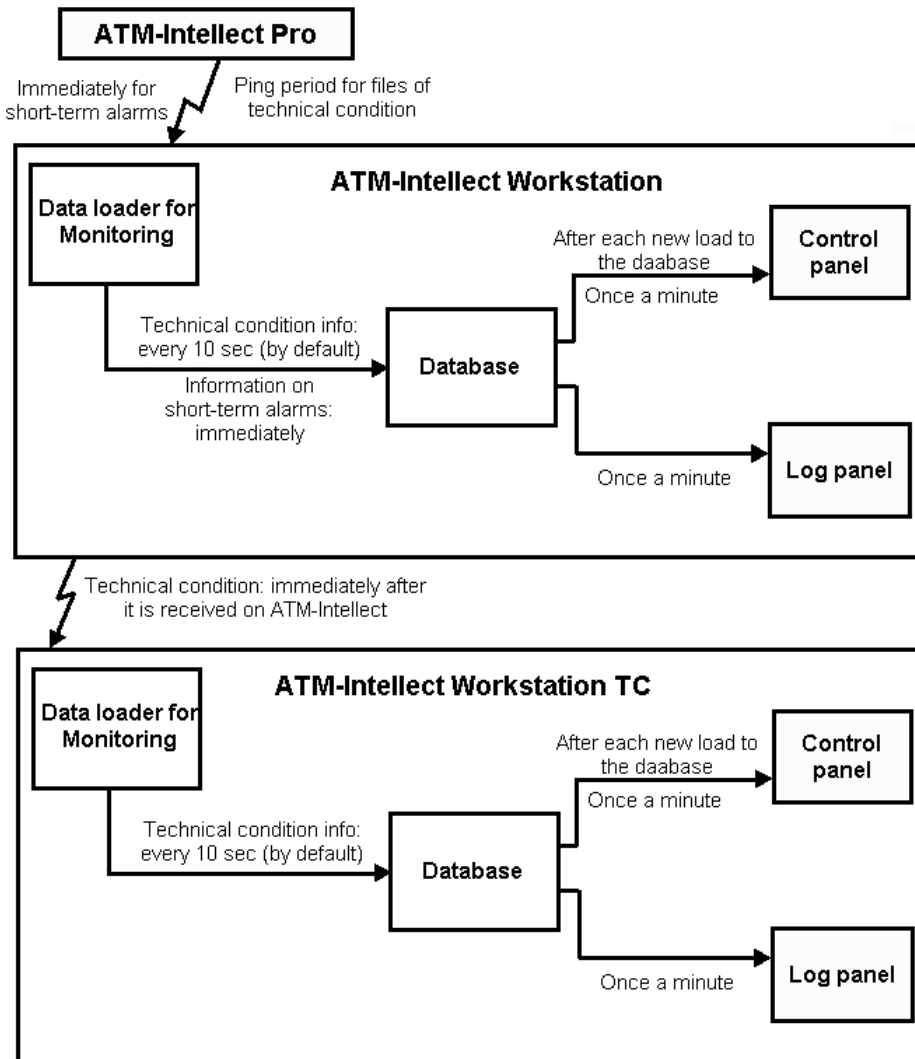 ATM-Intellect Pro
Immediately for
short-term alarms
Ping period for files of
technical condition
ATM-Intellect Workstation
Data loader for
Monitoring
Technical condition info:
every 10 sec (by default)
Information on
short-term alarms:
immediately
Database
After each new load to
the daabase
Once a minute
Control
panel
Once a minute
Log panel
Technical condition: immediately after
it is received on ATM-Intellect
ATM-Intellect Workstation TC
Data loader for
Monitoring
Technical condition info:
every 10 sec (by default)
Database
After each new load to
the daabase
Once a minute
Control
panel
Once a minute
Log panel